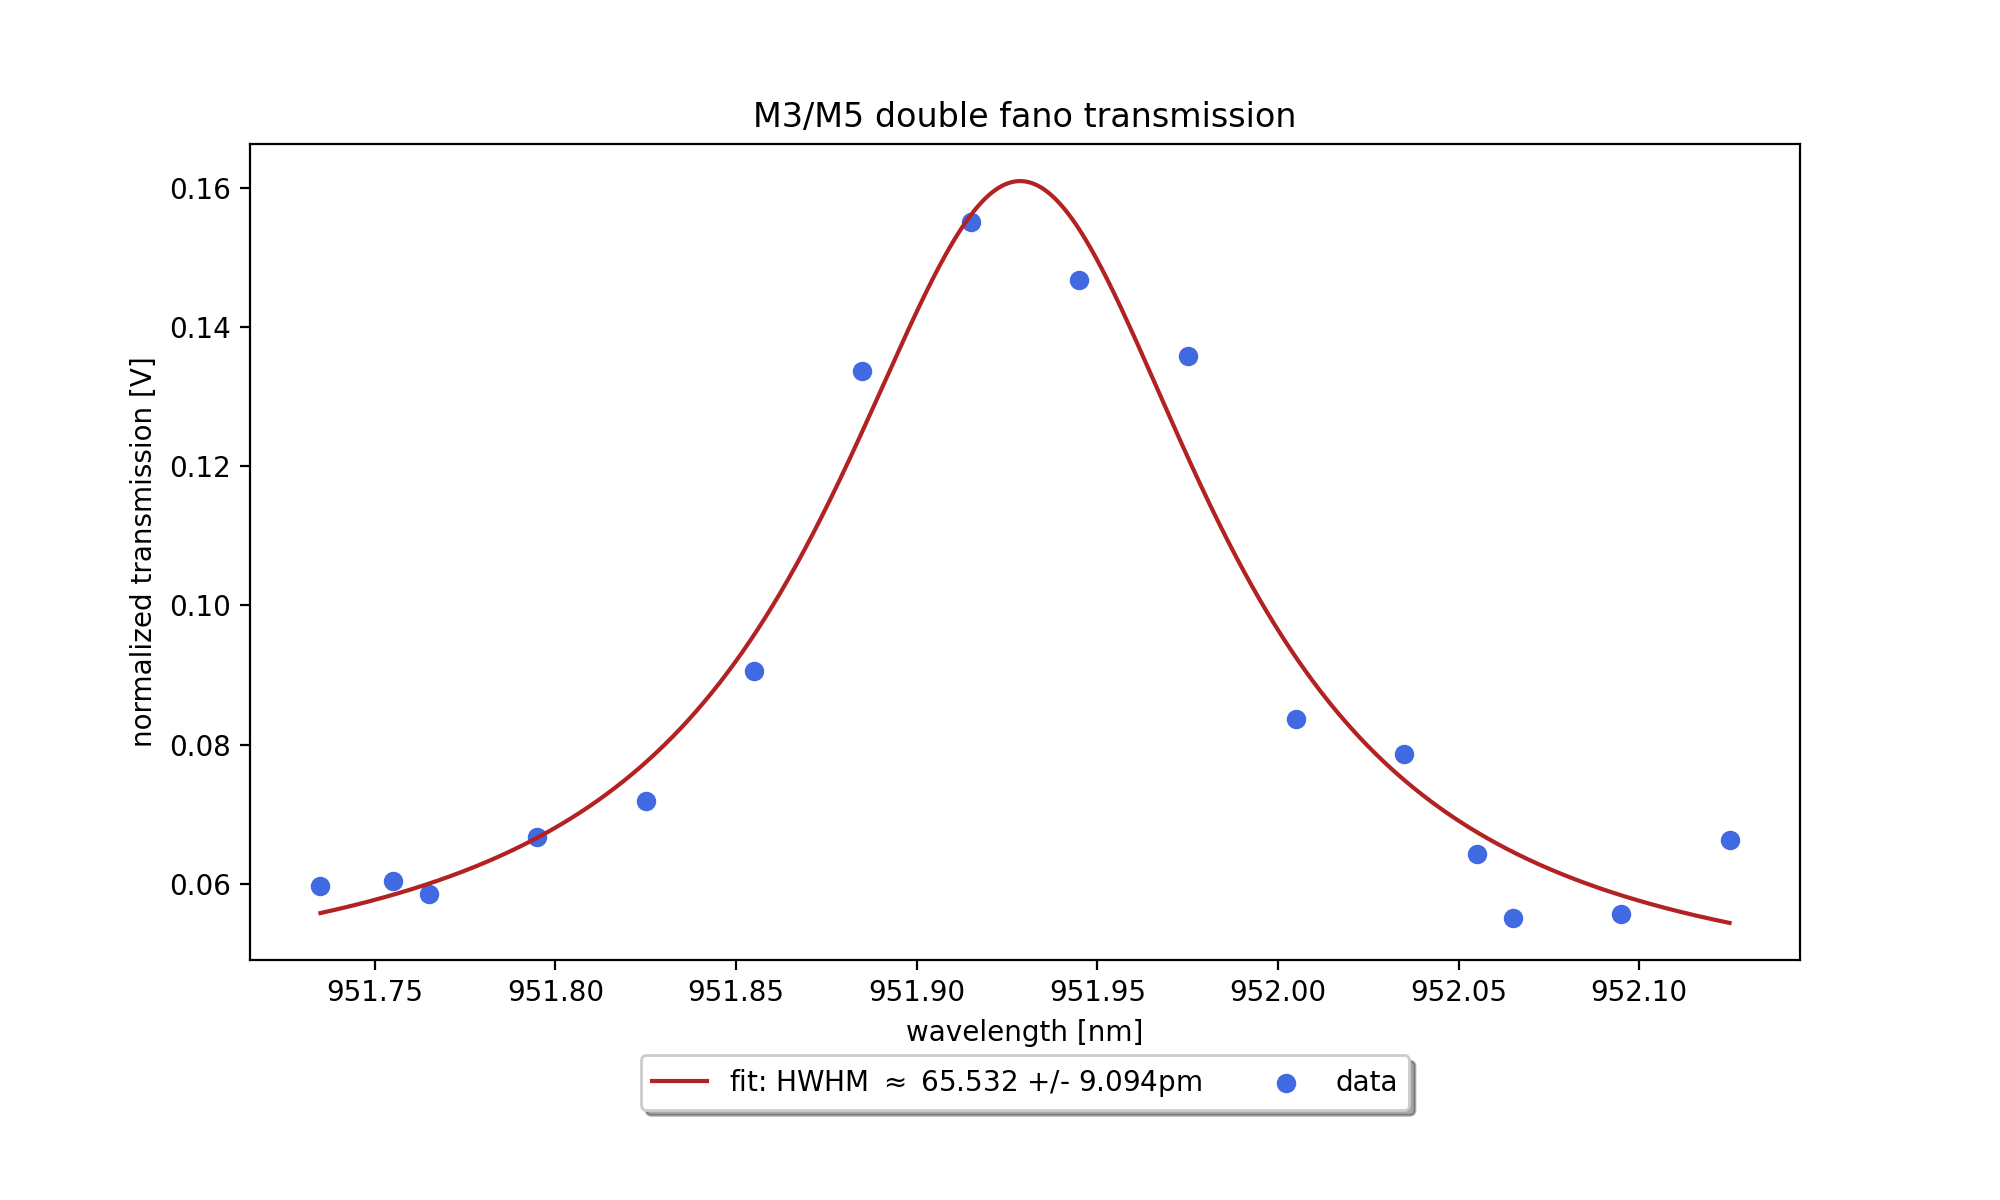 M3/M5 double fano transmission
normalized transmission [V]
0.16
0.14
0.12
0.10
0.08
0.06
951.75 951.80 951.85 951.90 951.95 952.00 952.05 952.10
wavelength [nm]
fit: HWHM ≈ 65.532 +/- 9.094pm data